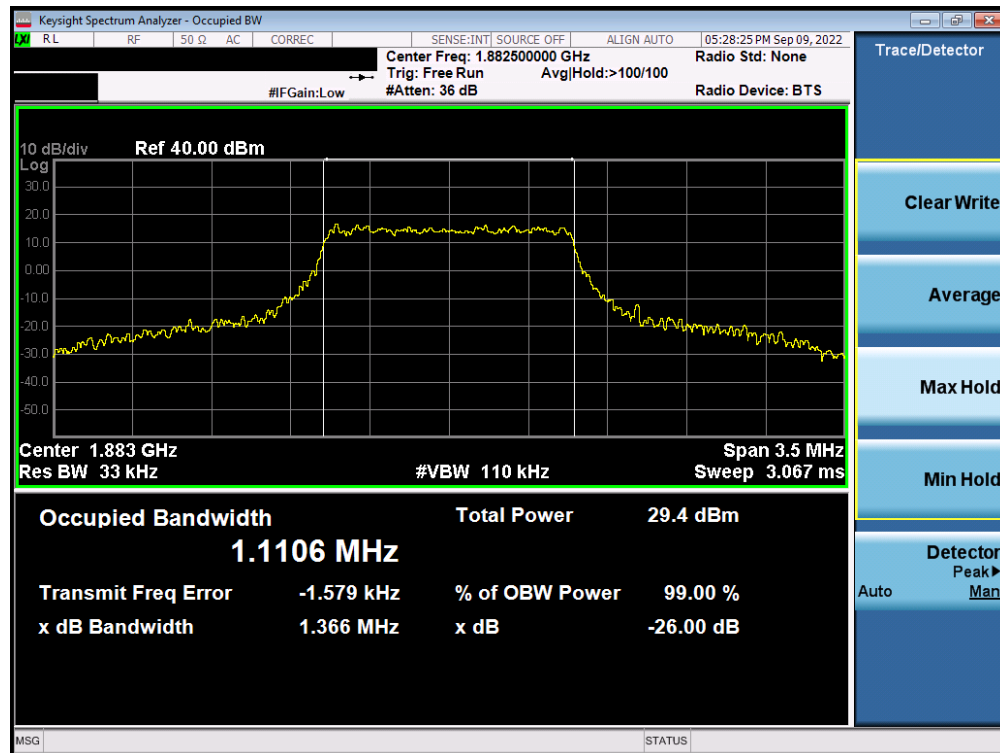 Keysight Spectrum Analyzer - Occupied BW
LXI RL RF 50 Ω AC CORREC SENSE:INT SOURCE OFF ALIGN AUTO 05:28:25 PM Sep 09, 2022
Center Freq: 1.882500000 GHz Radio Std: None
Trig: Free Run Avg|Hold:>100/100
#IFGain:Low #Atten: 36 dB Radio Device: BTS
10 dB/div Ref 40.00 dBm
Log
30.0
20.0
10.0
0.00
-10.0
-20.0
-30.0
-40.0
-50.0
Center 1.883 GHz Span 3.5 MHz
Res BW 33 kHz #VBW 110 kHz Sweep 3.067 ms
Occupied Bandwidth Total Power 29.4 dBm
1.1106 MHz
Transmit Freq Error -1.579 kHz % of OBW Power 99.00 %
x dB Bandwidth 1.366 MHz x dB -26.00 dB
MSG STATUS
Trace/Detector
Clear Write
Average
Max Hold
Min Hold
Detector
Peak▶
Auto Man